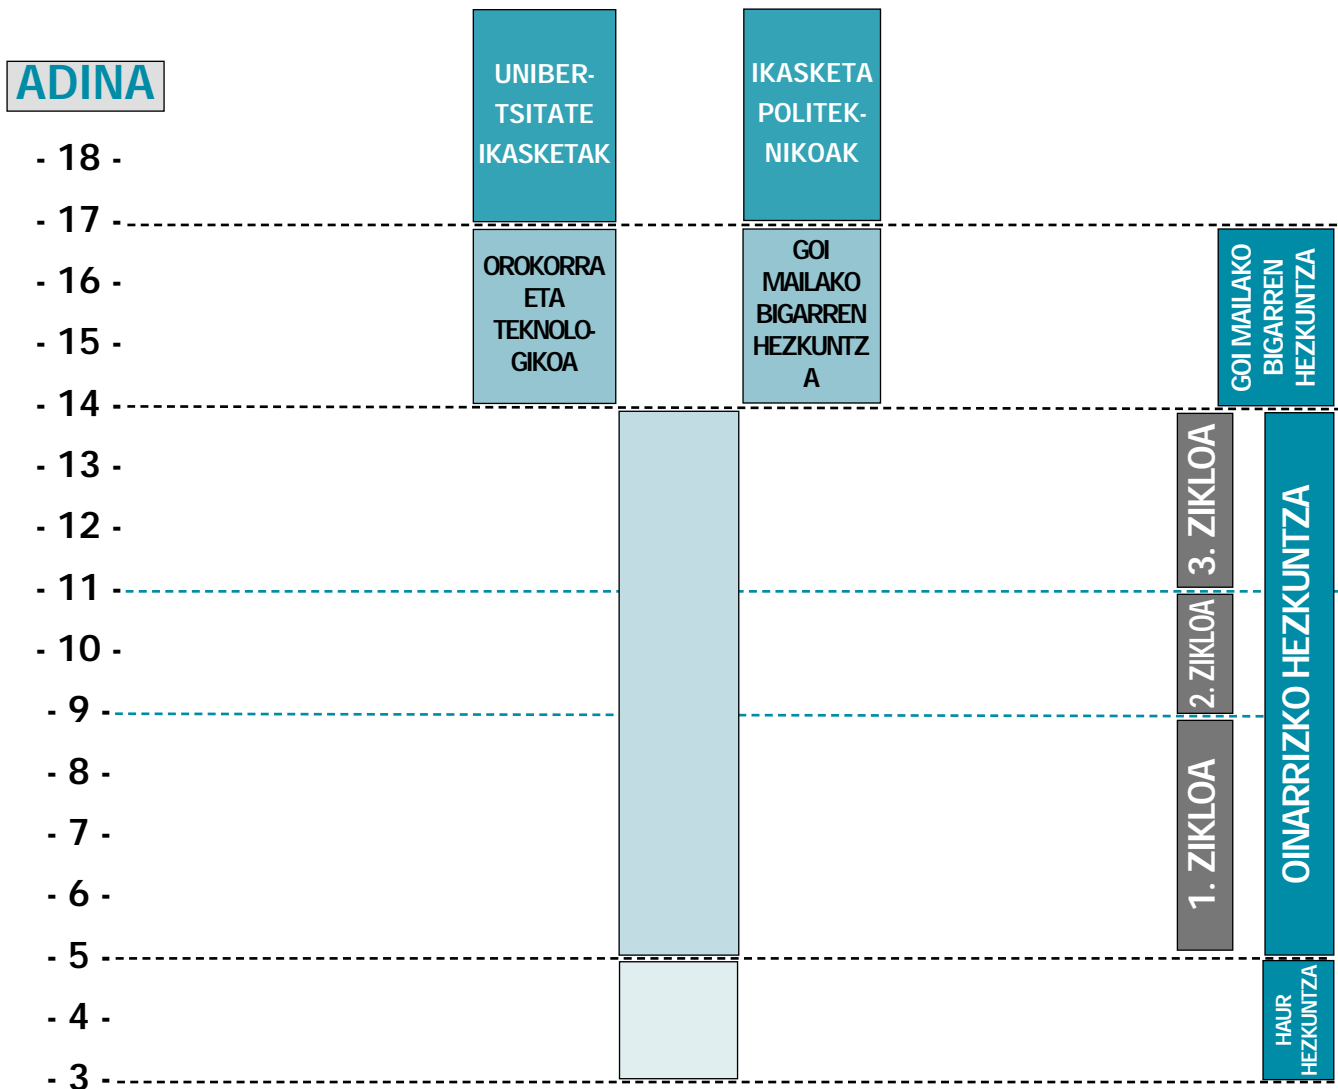 ADINA
UNIBER-
TSITATE
IKASKETAK
IKASKETA
POLITEK-
NIKOAK
- 18 -
- 17 -
OROKORRA
ETA
TEKNOLO-
GIKOA
GOI
MAILAKO
BIGARREN
HEZKUNTZ
A
GOI MAILAKO
BIGARREN
HEZKUNTZA
- 16 -
- 15 -
- 14 -
- 13 -
- 12 -
- 11 -
- 10 -
- 9 -
- 8 -
- 7 -
- 6 -
- 5 -
- 4 -
- 3 -
3. ZIKLOA
2. ZIKLOA
1. ZIKLOA
OINARRIZKO HEZKUNTZA
HAUR
HEZKUNTZA